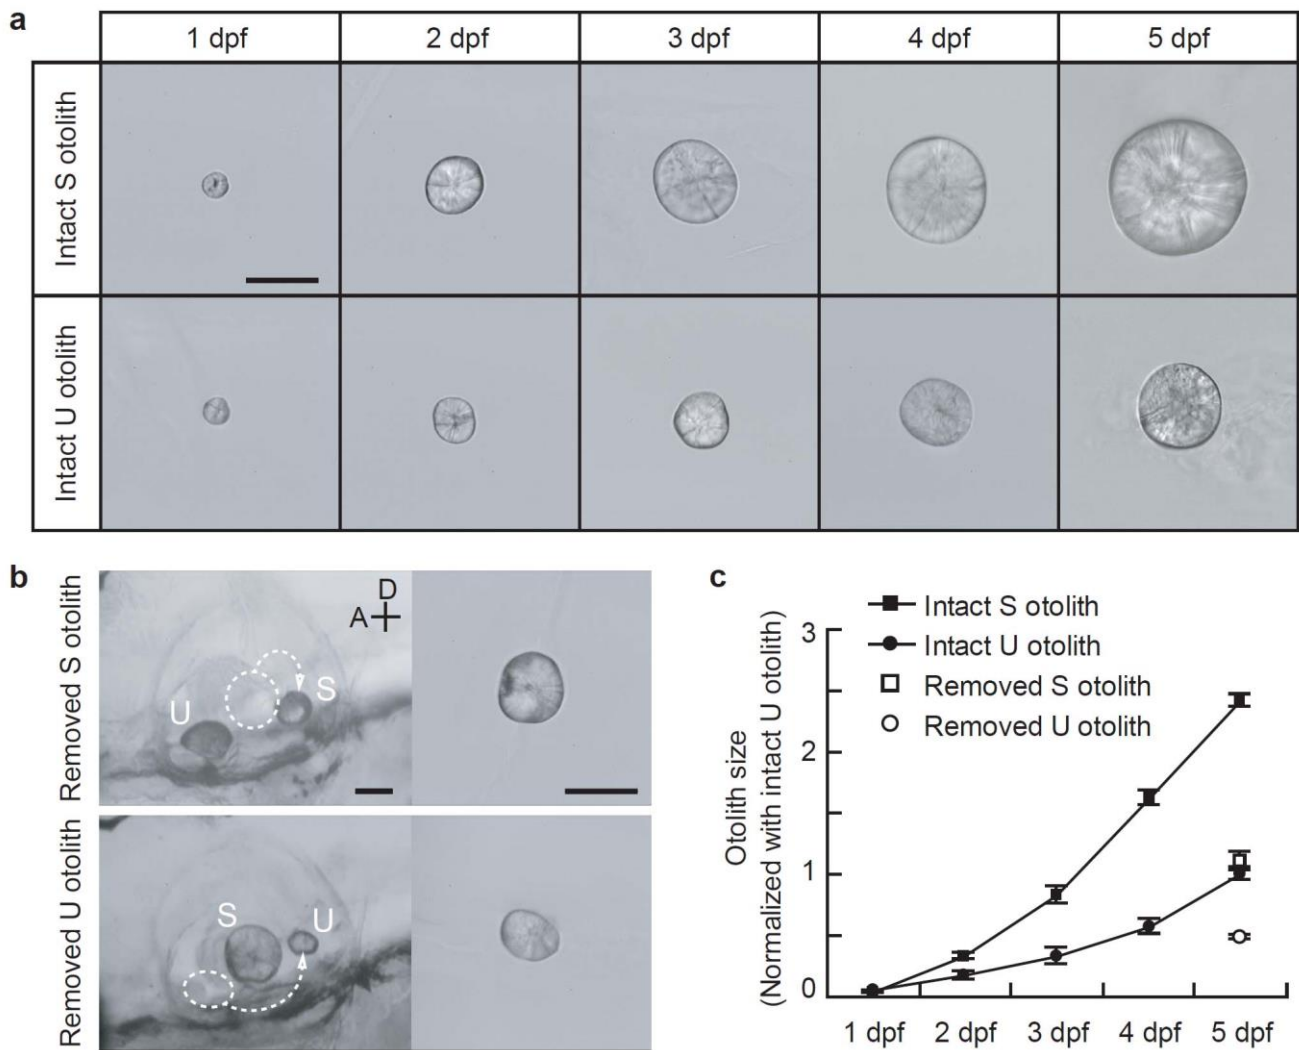 a
1 dpf 2 dpf 3 dpf 4 dpf 5 dpf
Intact S otolith
Intact U otolith
b
Removed S otolith
D
A
U
S
Removed U otolith
S
U
c
Intact S otolith
Intact U otolith
Removed S otolith
Removed U otolith
Otolith size
(Normalized with intact U otolith)
3
2
1
0
1 dpf 2 dpf 3 dpf 4 dpf 5 dpf